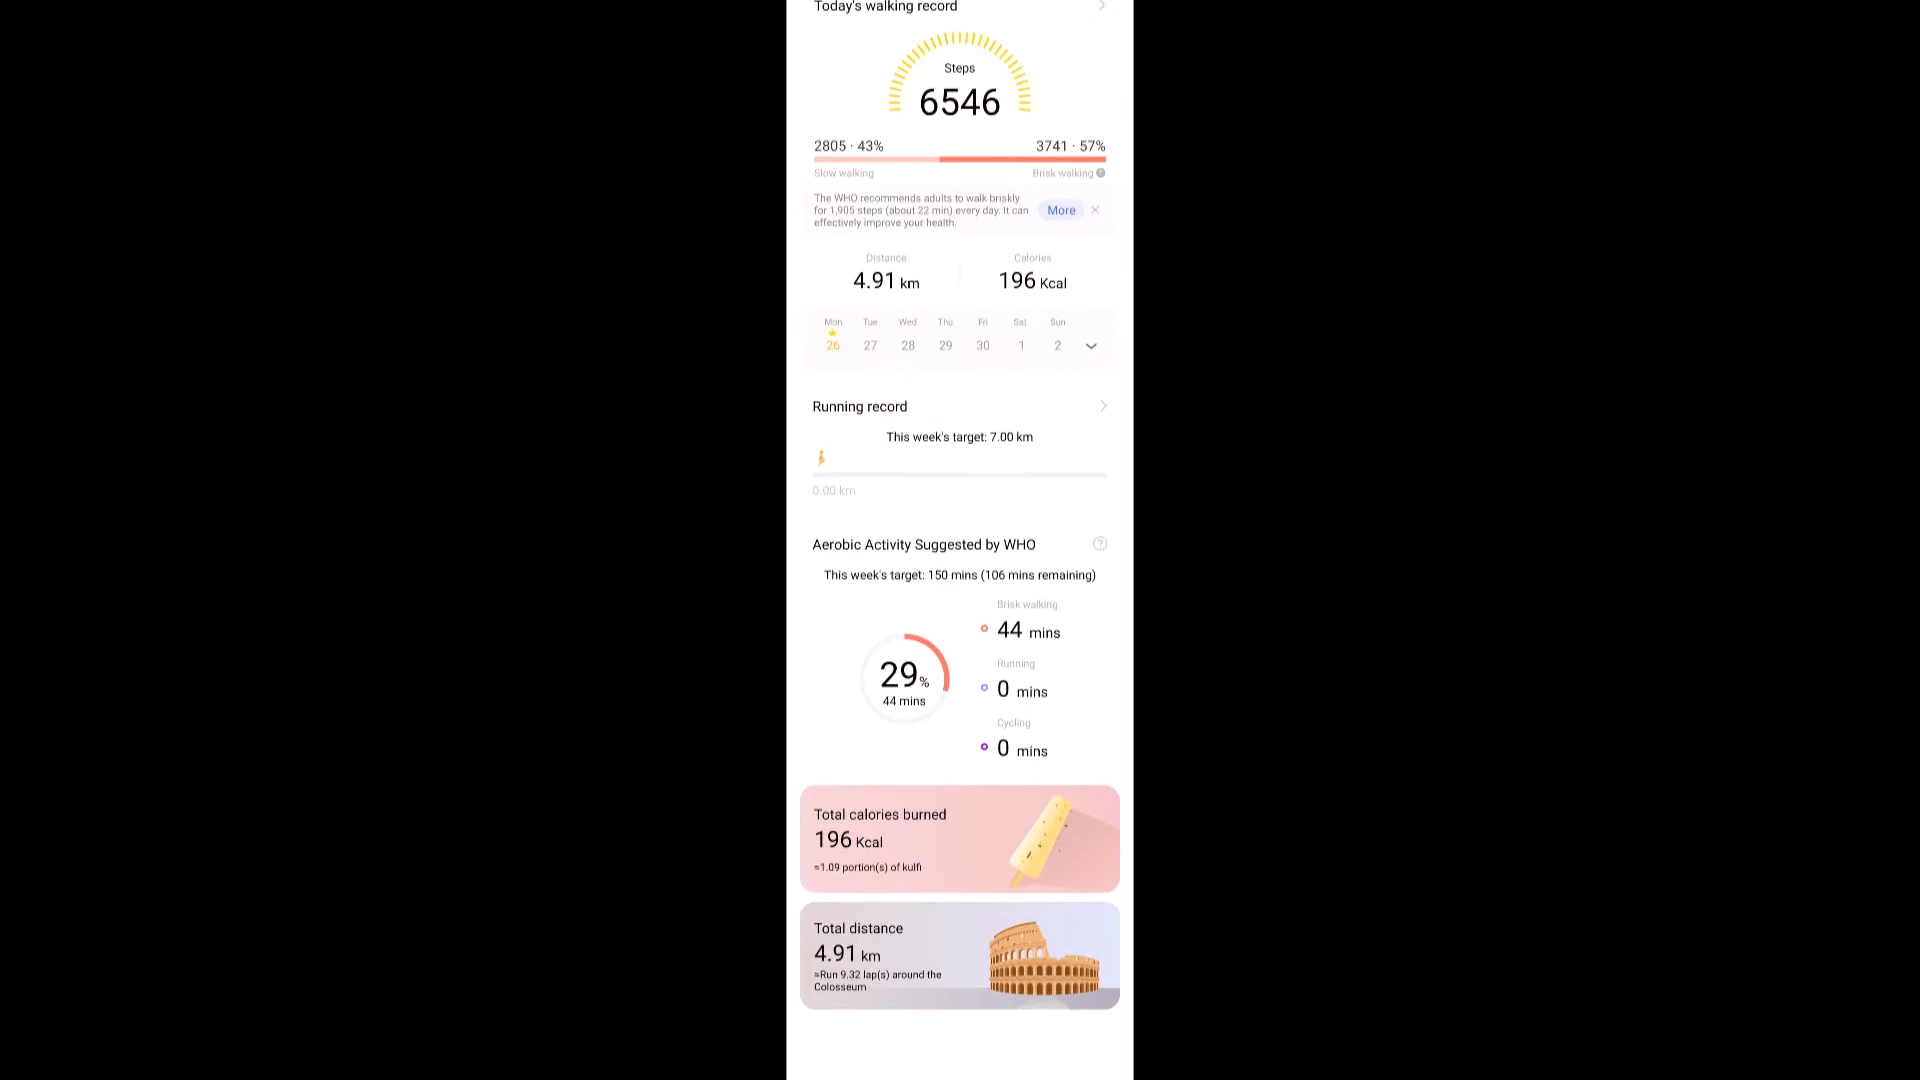 Today's walking record
Steps
6546
2805 · 43%
3741 · 57%
Slow walking
Brisk walking
The WHO recommends adults to walk briskly
for 1,905 steps (about 22 min) every day. It can
effectively improve your health.
More
Distance
Calories
4.91 km
196 Kcal
Mon Tue Wed Thu Fri Sat Sun
26 27 28 29 30 1 2
Running record
This week's target: 7.00 km
0.00 km
Aerobic Activity Suggested by WHO
This week's target: 150 mins (106 mins remaining)
Brisk walking
44 mins
Running
0 mins
Cycling
0 mins
29%
44 mins
Total calories burned
196 Kcal
≈1.09 portion(s) of kulfi
Total distance
4.91 km
≈Run 9.32 lap(s) around the
Colosseum